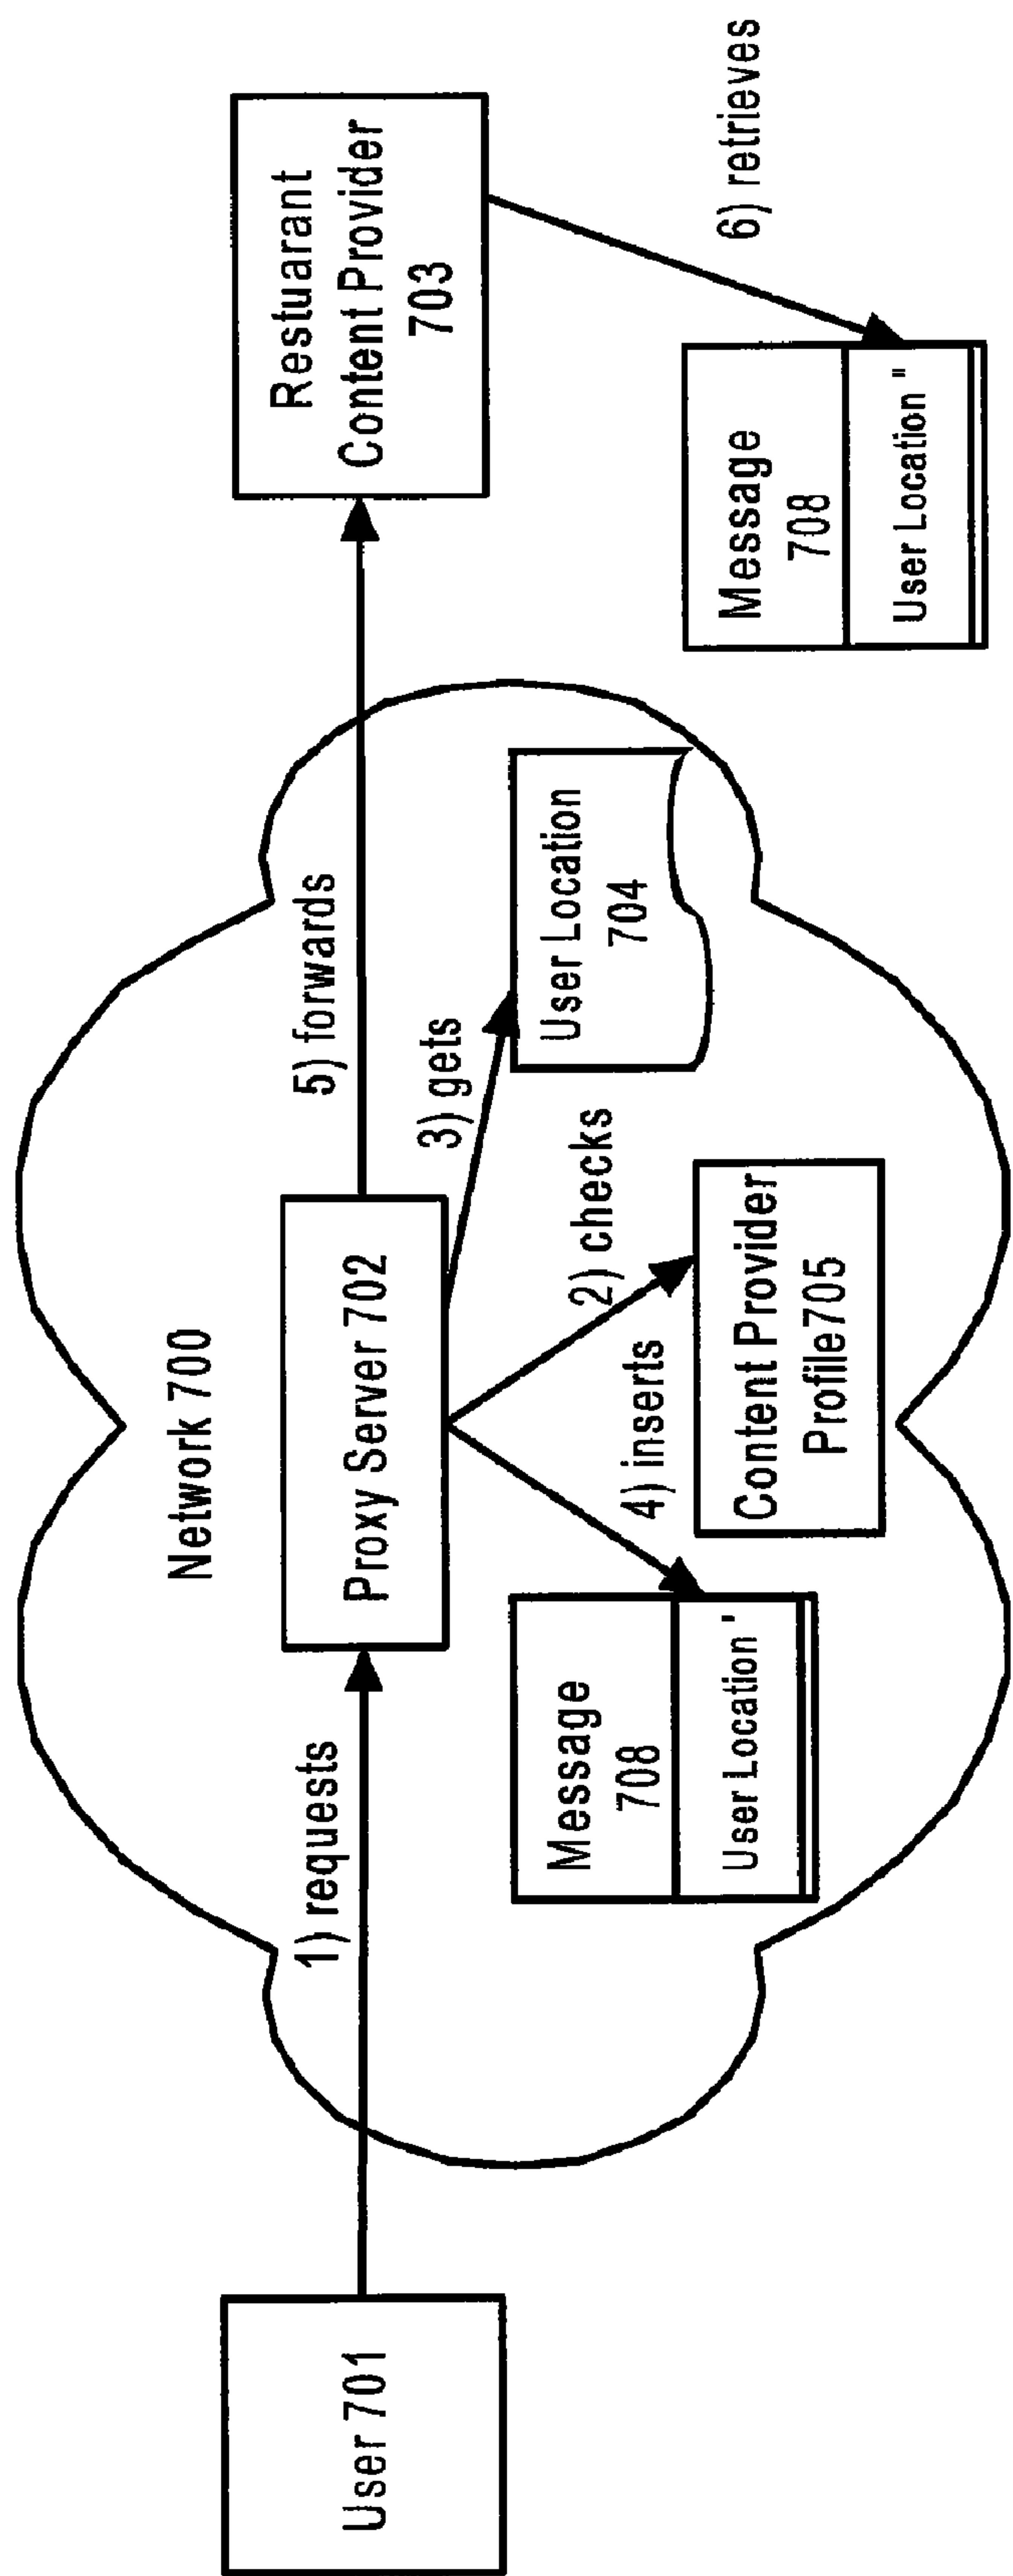 Network 700
User 701
1) requests
Proxy Server 702
5) forwards
Restuarant
Content Provider
703
3) gets
User Location
704
2) checks
Content Provider
Profile705
4) inserts
Message
708
User Location '
6) retrieves
Message
708
User Location "